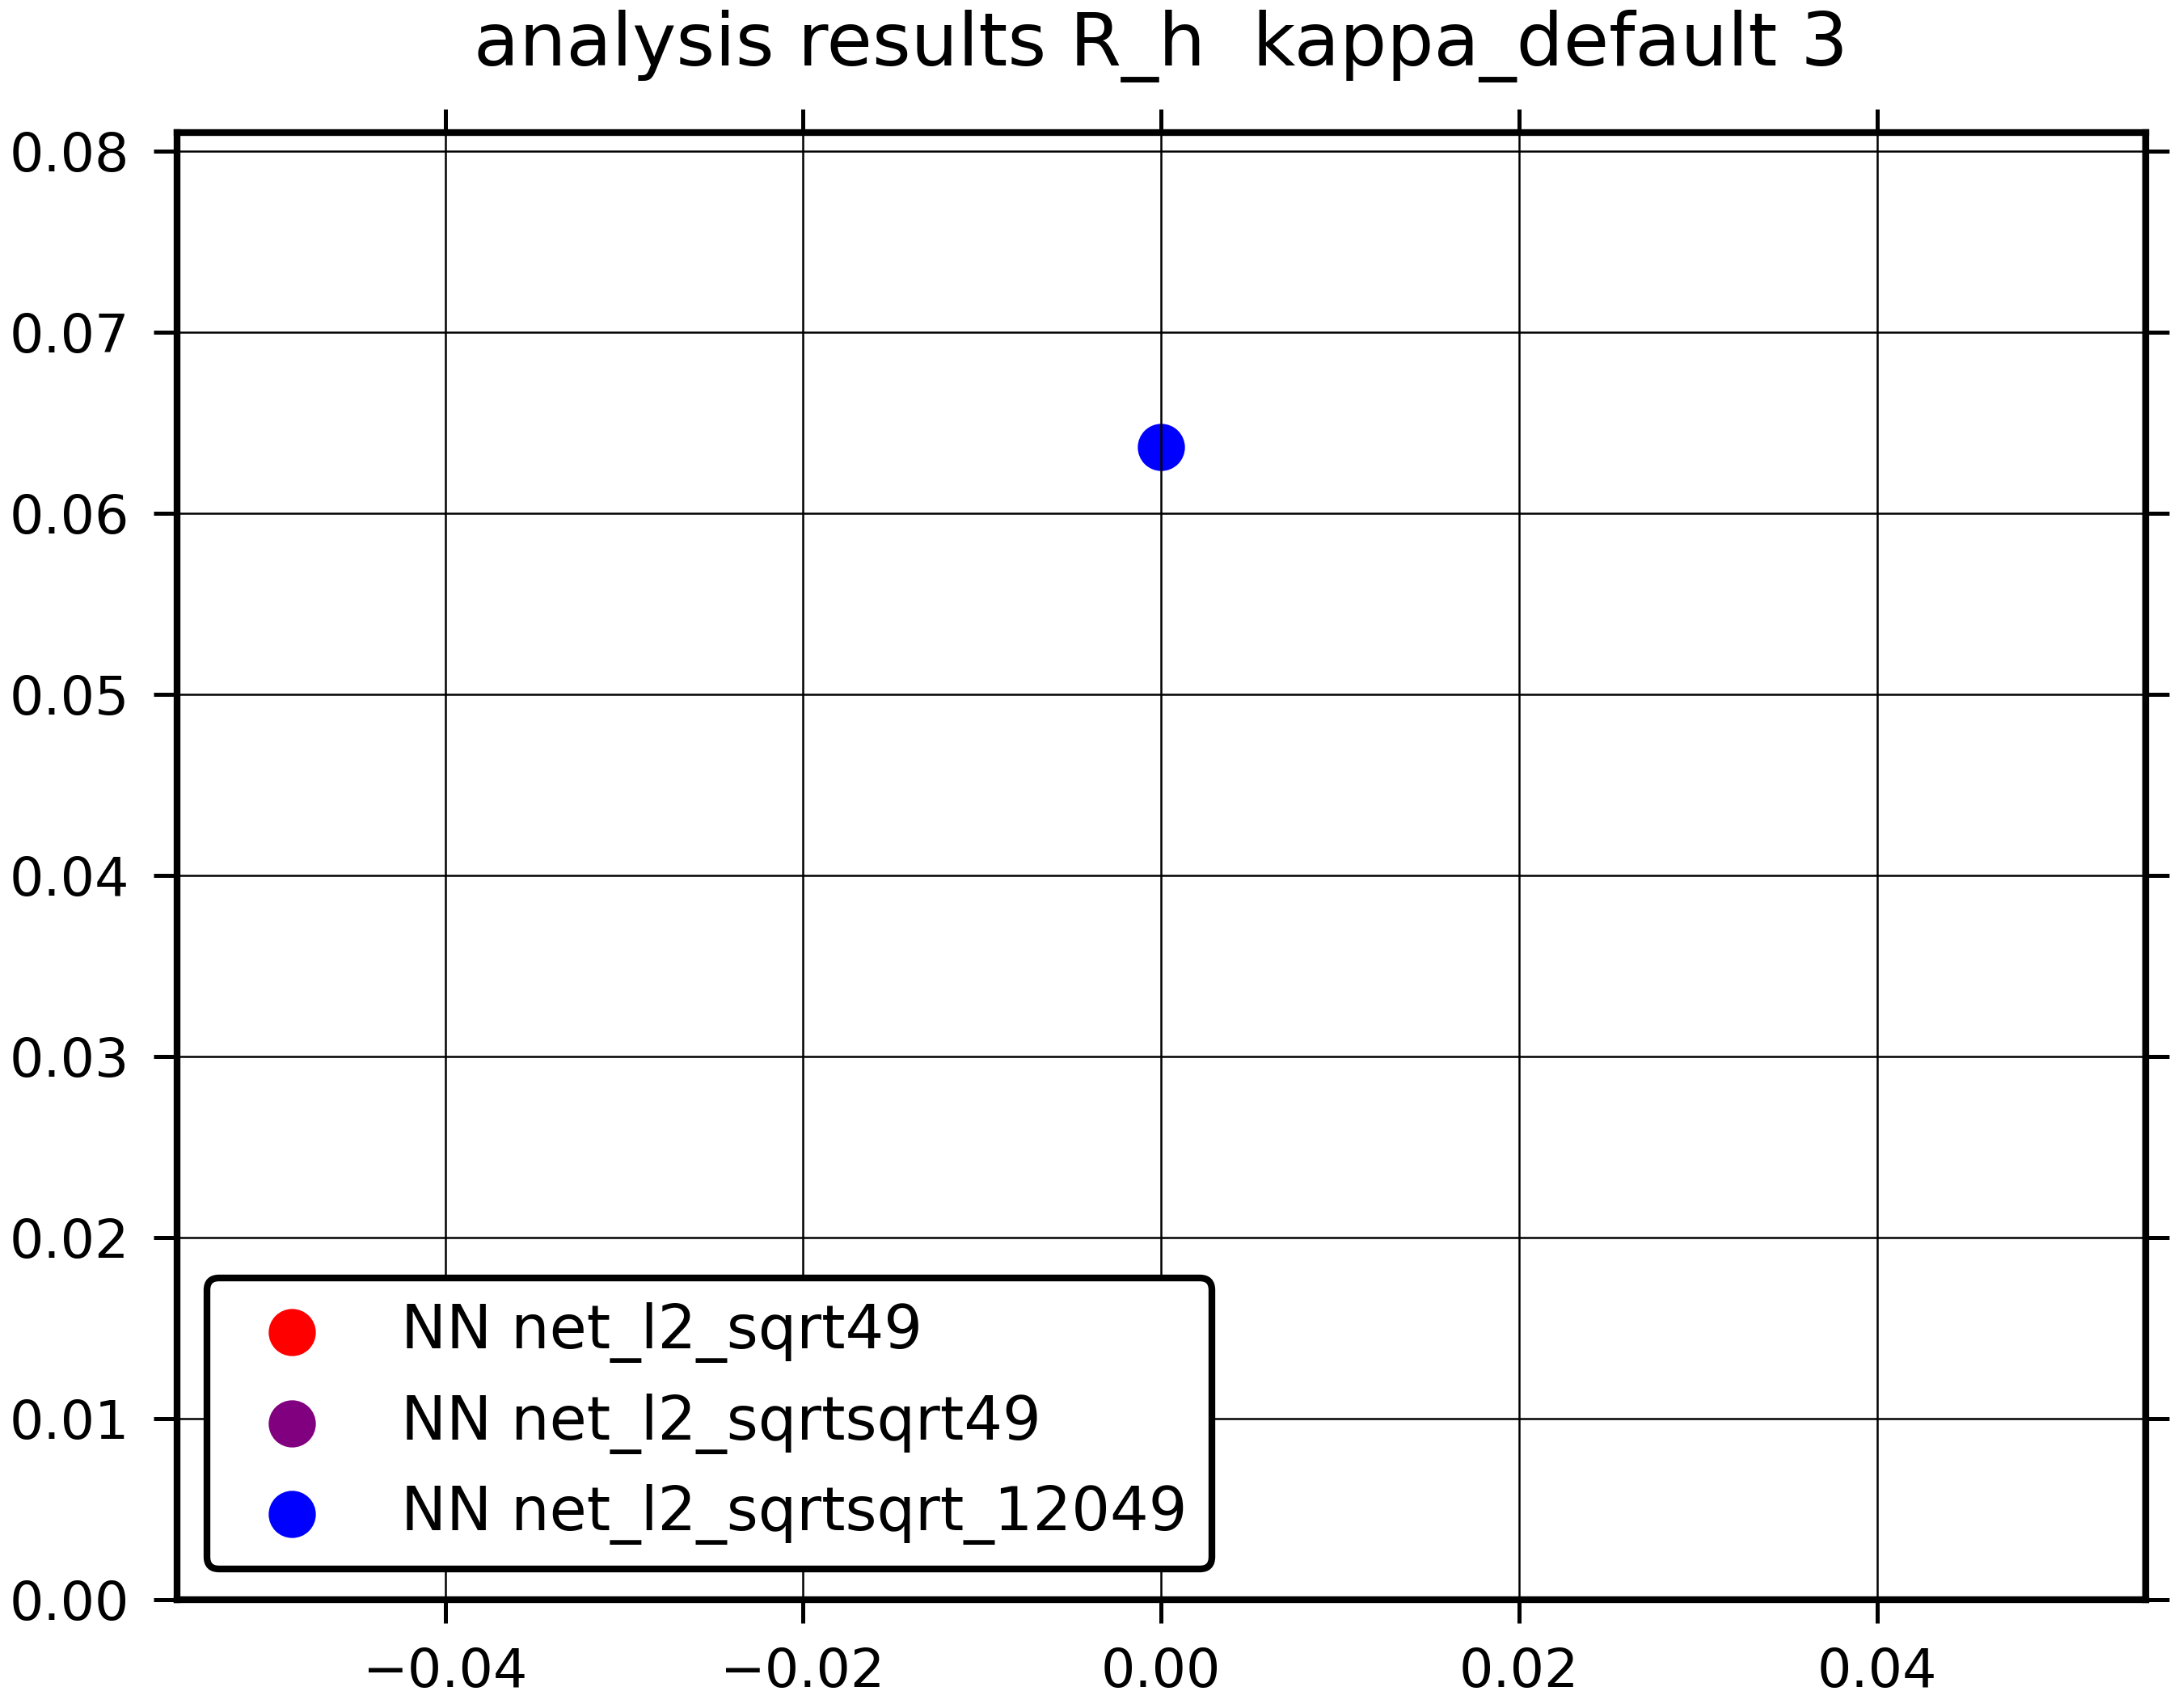 analysis results R_h  kappa_default 3
0.08
0.07
0.06
0.05
0.04
0.03
0.02
0.01
0.00
NN net_l2_sqrt49
NN net_l2_sqrtsqrt49
NN net_l2_sqrtsqrt_12049
−0.04 −0.02 0.00 0.02 0.04